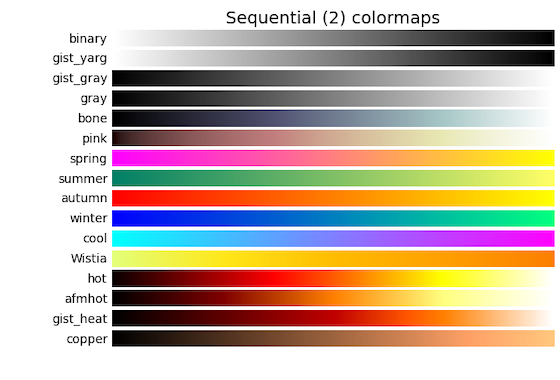 Sequential (2) colormaps
binary
gist_yarg
gist_gray
gray
bone
pink
spring
summer
autumn
winter
cool
Wistia
hot
afmhot
gist_heat
copper